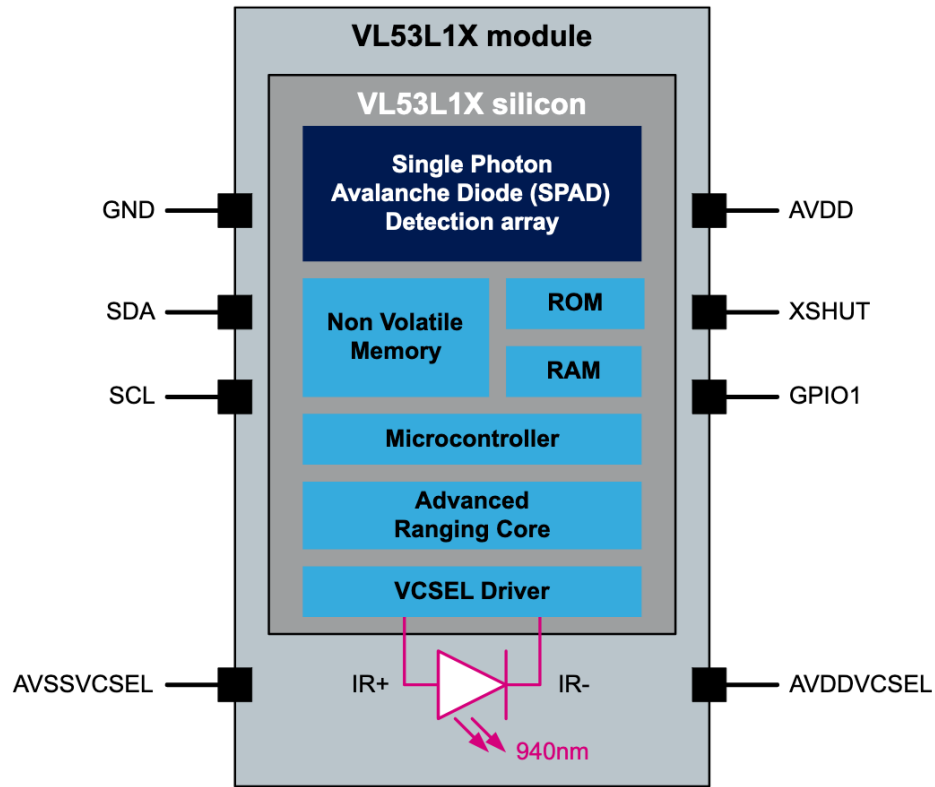 VL53L1X module
VL53L1X silicon
Single Photon
Avalanche Diode (SPAD)
Detection array
GND
AVDD
SDA
Non Volatile
Memory
ROM
XSHUT
SCL
RAM
GPIO1
Microcontroller
Advanced
Ranging Core
VCSEL Driver
AVSSVCSEL
IR+
IR-
AVDDVCSEL
940nm